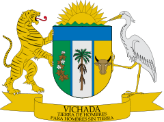 VICHADA
TIERRA DE HOMBRES
PARA HOMBRES SIN TIERRA